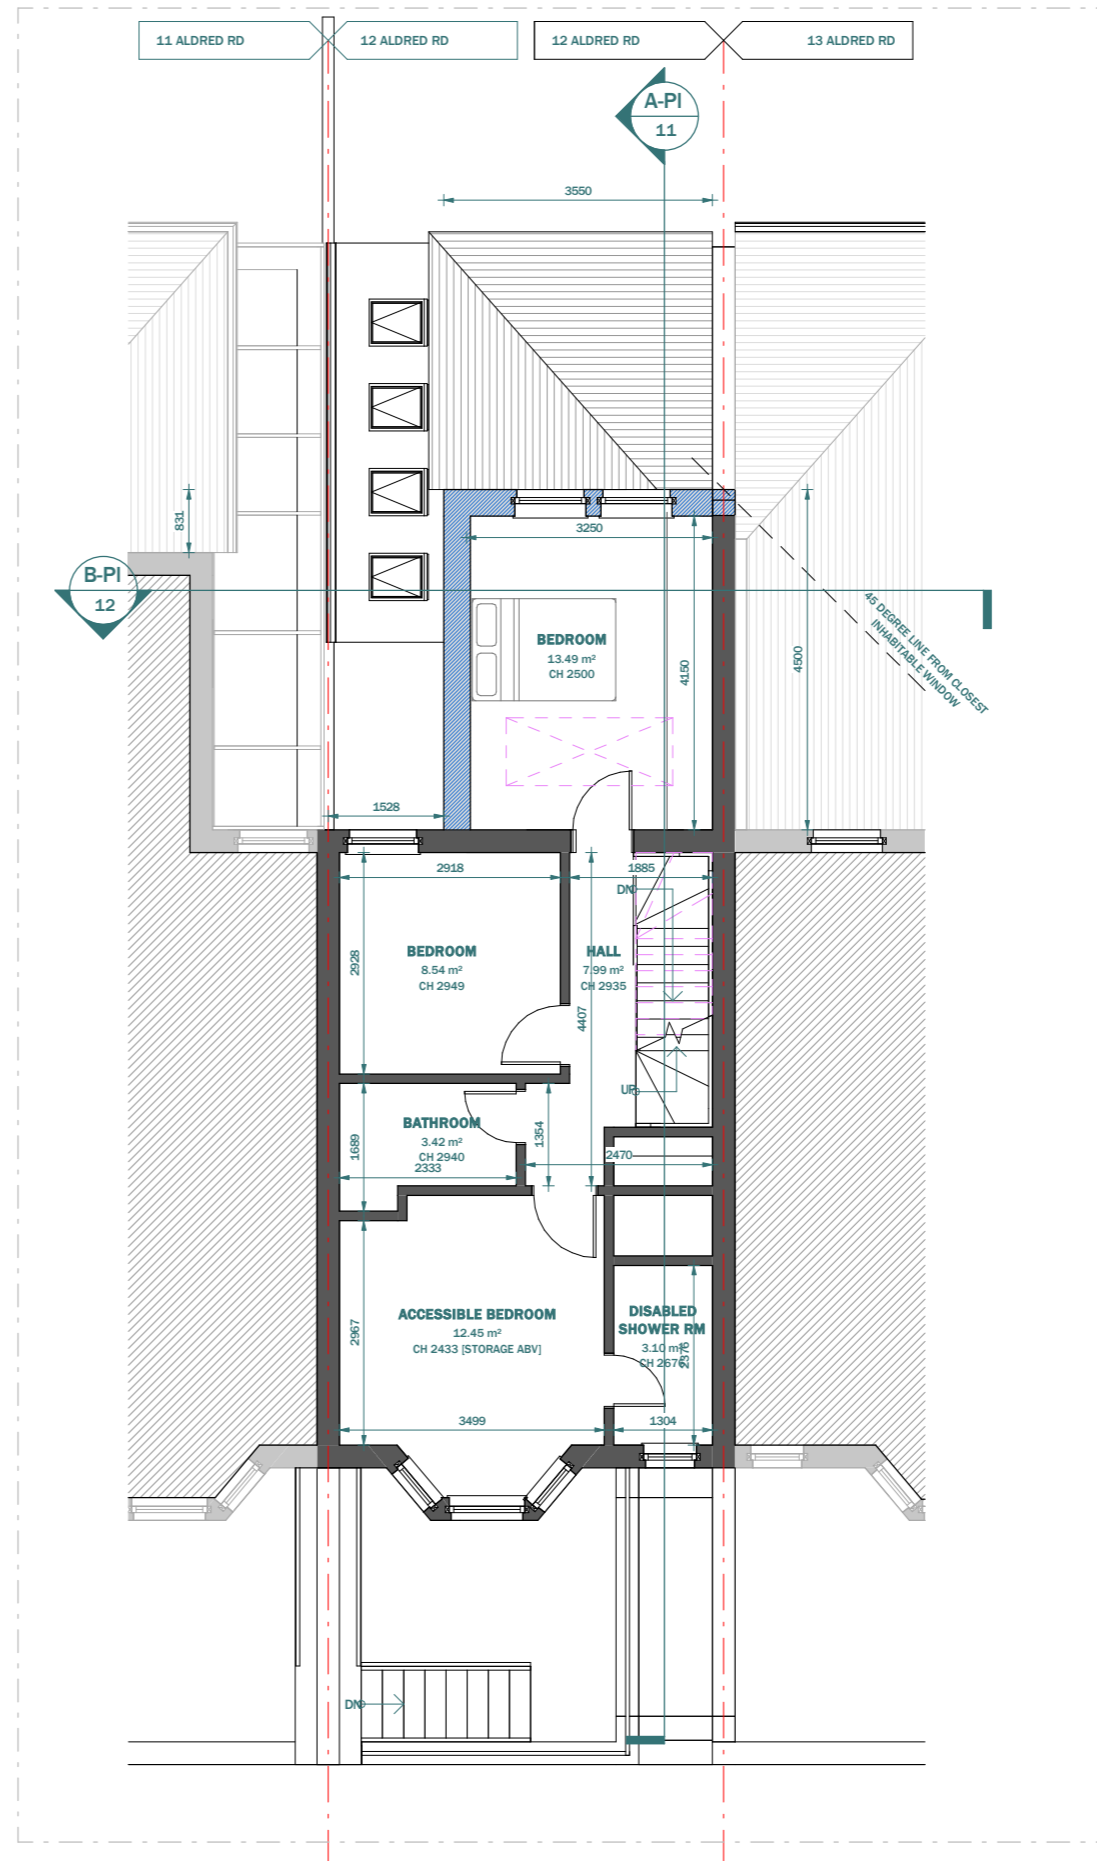 11 ALDRED RD
12 ALDRED RD
12 ALDRED RD
13 ALDRED RD
A-PI
11
3550
831
3250
B-PI
12
BEDROOM
13.49 m²
CH 2500
4150
4500
45 DEGREE LINE FROM CLOSEST
INHABITABLE WINDOW
1528
2918
1885
DN
BEDROOM
8.54 m²
CH 2949
2928
HALL
7.99 m²
CH 2935
4407
UP
BATHROOM
3.42 m²
CH 2940
2333
1689
1354
2470
ACCESSIBLE BEDROOM
12.45 m²
CH 2433 [STORAGE ABV]
2967
DISABLED
SHOWER RM
3.10 m²
CH 2676
2376
3499
1304
DN